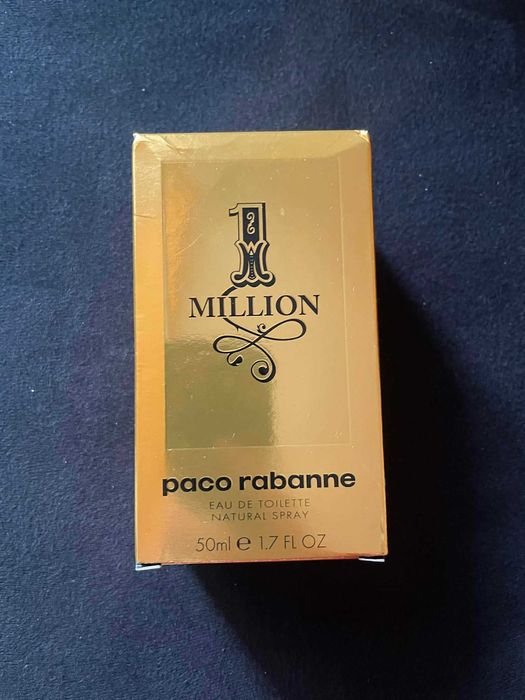 1
MILLION
paco rabanne
EAU DE TOILETTE
NATURAL SPRAY
50ml e 1.7 FL OZ